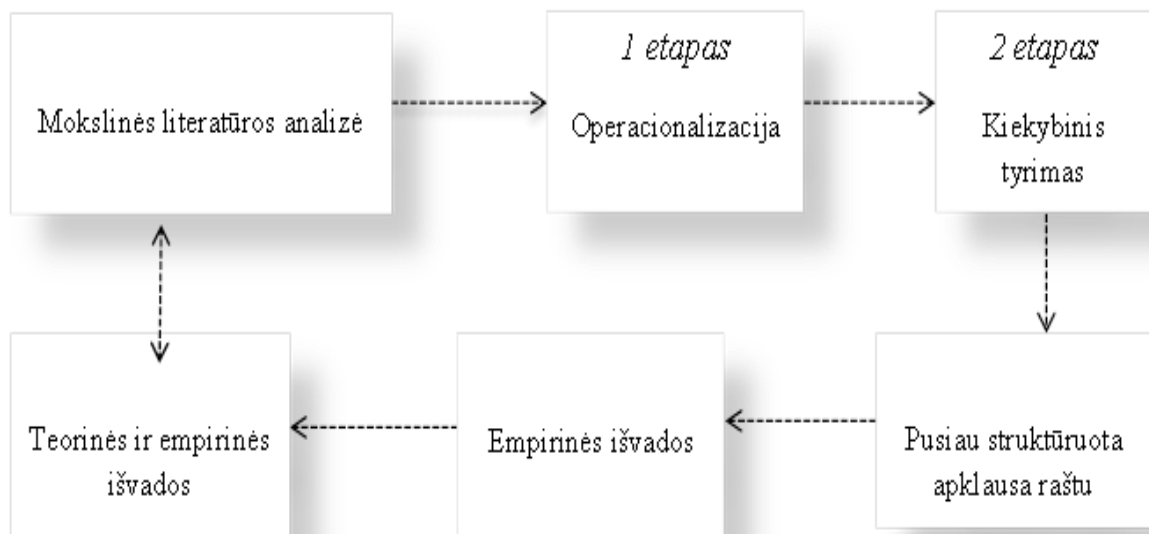 Mokslinės literatūros analizė
1 etapas
Operacionalizacija
2 etapas
Kiekybinis
tyrimas
Teorinės ir empirinės
išvados
Empirinės išvados
Pusiau struktūruota
apklausa raštu